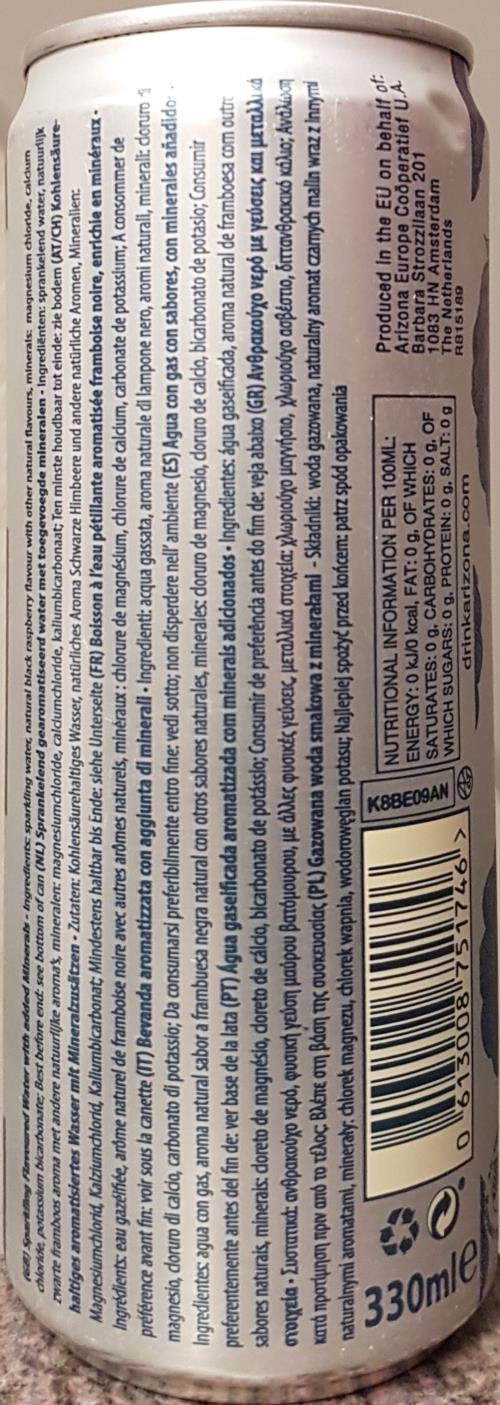 (GB) Sparkling Flavoured Water with added Minerals - Ingredients: sparkling water, natural black raspberry flavour with other natural flavours, minerals: magnesium chloride, calcium
chloride, potassium bicarbonate; Best before end: see bottom of can (NL) Sprankelend gearomatiseerd water met toegevoegde mineralen - Ingrediënten: sprankelend water, natuurlijk
zwarte framboos aroma met andere natuurlijke aroma's, mineralen: magnesiumchloride, calciumchloride, kaliumbicarbonaat; Ten minste houdbaar tot einde: zie bodem (AT/CH) Kohlensäure-
haltiges aromatisiertes Wasser mit Mineralzusätzen • Zutaten: Kohlensäurehaltiges Wasser, natürliches Aroma Schwarze Himbeere und andere natürliche Aromen, Mineralien:
Magnesiumchlorid, Kalziumchlorid, Kaliumbikarbonat; Mindestens haltbar bis Ende: siehe Unterseite (FR) Boisson à l'eau pétillante aromatisée framboise noire, enrichie en minéraux •
Ingrédients: eau gazéifiée, arôme naturel de framboise noire avec autres arômes naturels, minéraux : chlorure de magnésium, chlorure de calcium, carbonate de potassium; A consommer de
préférence avant fin: voir sous la canette (IT) Bevanda aromatizzata con aggiunta di minerali • Ingredienti: acqua gassata, aroma naturale di lampone nero, aromi naturali, minerali: cloruro di
magnesio, cloruro di calcio, carbonato di potassio; Da consumarsi preferibilmente entro fine: vedi sotto; non disperdere nell' ambiente (ES) Agua con gas con sabores, con minerales añadidos •
Ingredientes: agua con gas, aroma natural sabor a frambuesa negra natural con otros sabores naturales, minerales: cloruro de magnesio, cloruro de calcio, bicarbonato de potasio; Consumir
preferentemente antes del fin de: ver base de la lata (PT) Água gaseificada aromatizada com minerais adicionados • Ingredientes: água gaseificada, aroma natural de framboesa com outros
sabores naturais, minerais: cloreto de magnésio, cloreto de cálcio, bicarbonato de potássio; Consumir de preferência antes do fim de: veja abaixo (GR) Ανθρακούχο νερό με γεύσεις και μεταλλικά
στοιχεία • Συστατικά: ανθρακούχο νερό, φυσική γεύση μαύρου βατόμουρου, με άλλες φυσικές γεύσεις, μεταλλικά στοιχεία: χλωριούχο μαγνήσιο, χλωριούχο ασβέστιο, διττανθρακικό κάλιο; Ανάλωση
κατά προτίμηση πριν από το τέλος: Βλέπε στη βάση της συσκευασίας (PL) Gazowana woda smakowa z minerałami - Składniki: woda gazowana, naturalny aromat czarnych malin wraz z innymi
naturalnymi aromatami, minerały: chlorek magnezu, chlorek wapnia, wodorowęglan potasu; Najlepiej spożyć przed końcem: patrz spód opakowania
330ml e
0 613008 751746 >
K8BE09AN
NUTRITIONAL INFORMATION PER 100ML:
ENERGY: 0 kJ/0 kcal, FAT: 0 g, OF WHICH
SATURATES: 0 g, CARBOHYDRATES: 0 g, OF
WHICH SUGARS: 0 g, PROTEIN: 0 g, SALT: 0 g
drinkarizona.com
Produced in the EU on behalf of:
Arizona Europe Coöperatief U.A.
Barbara Strozzilaan 201
1083 HN Amsterdam
The Netherlands
RB15189